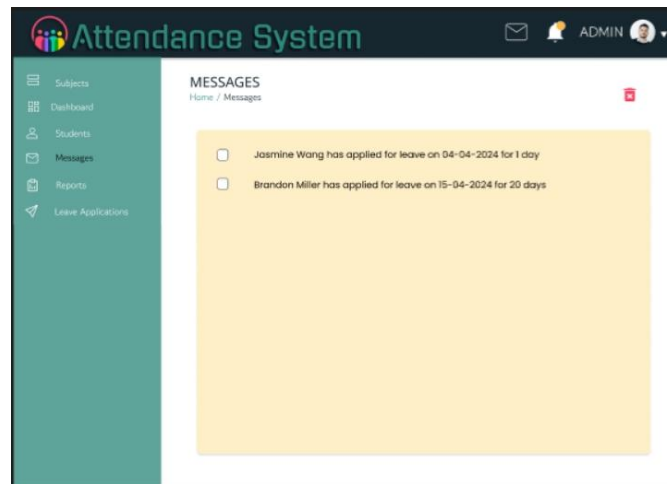 Attendance System
ADMIN
Subjects
Dashboard
Students
Messages
Reports
Leave Applications
MESSAGES
Home / Messages
Jasmine Wang has applied for leave on 04-04-2024 for 1 day
Brandon Miller has applied for leave on 15-04-2024 for 20 days